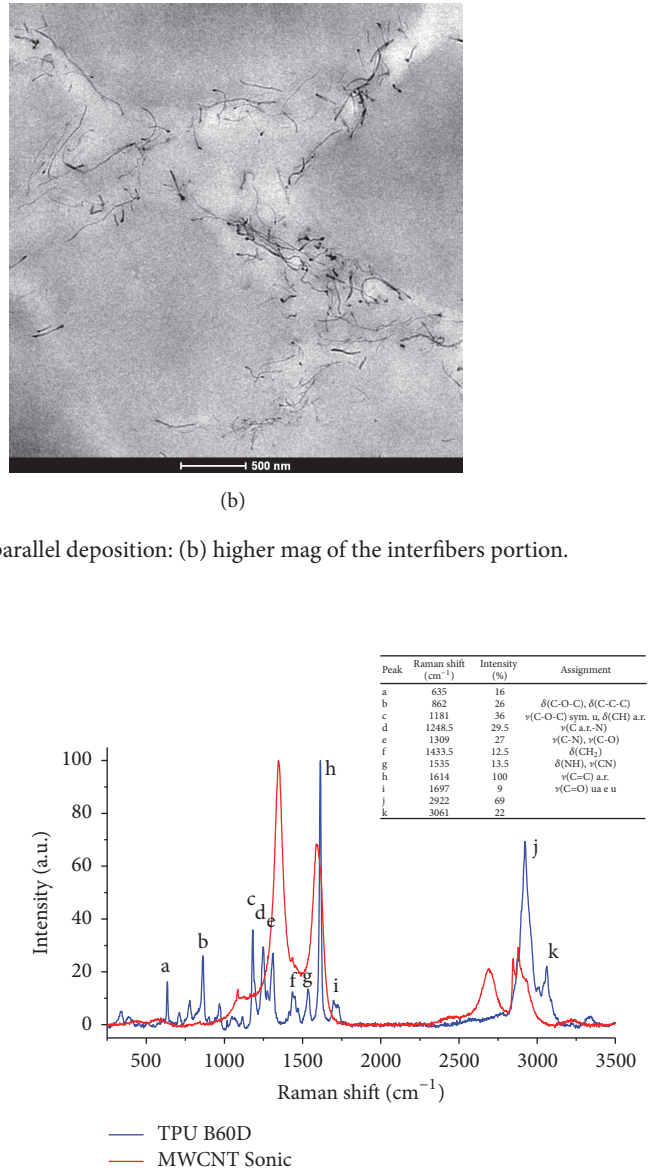 500 nm
(b)
parallel deposition: (b) higher mag of the interfibers portion.
Peak Raman shift (cm−1) Intensity (%) Assignment
a 635 16
b 862 26 δ(C-O-C), δ(C-C-C)
c 1181 36 ν(C-O-C) sym. u, δ(CH) a.r.
d 1248.5 29.5 ν(C a.r.-N)
e 1309 27 ν(C-N), ν(C-O)
f 1433.5 12.5 δ(CH2)
g 1535 13.5 δ(NH), ν(CN)
h 1614 100 ν(C=C) a.r.
i 1697 9 ν(C=O) ua e u
j 2922 69
k 3061 22
100
80
60
40
20
0
Intensity (a.u.)
a
b
c
d
e
f
g
h
i
j
k
500 1000 1500 2000 2500 3000 3500
Raman shift (cm−1)
TPU B60D
MWCNT Sonic